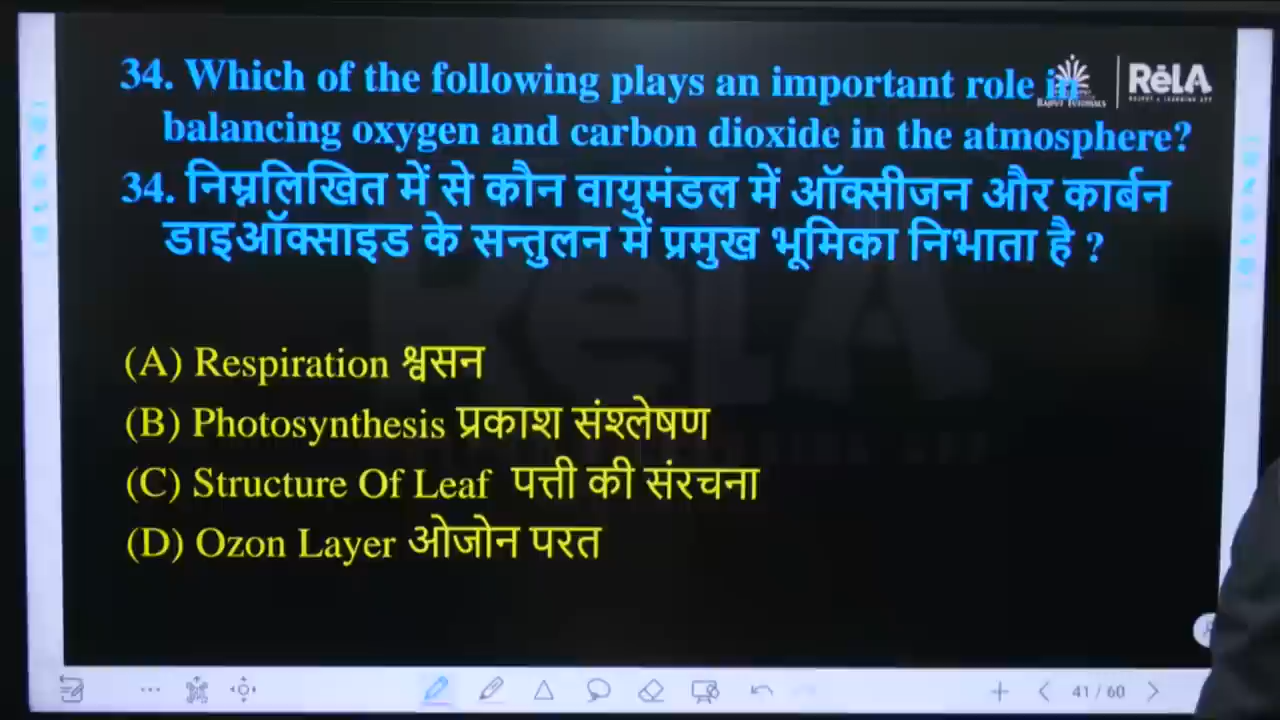 34. Which of the following plays an important role in
balancing oxygen and carbon dioxide in the atmosphere?
34. निम्नलिखित में से कौन वायुमंडल में ऑक्सीजन और कार्बन
डाइऑक्साइड के सन्तुलन में प्रमुख भूमिका निभाता है ?
(A) Respiration श्वसन
(B) Photosynthesis प्रकाश संश्लेषण
(C) Structure Of Leaf पत्ती की संरचना
(D) Ozon Layer ओजोन परत
RėLA
41 / 60